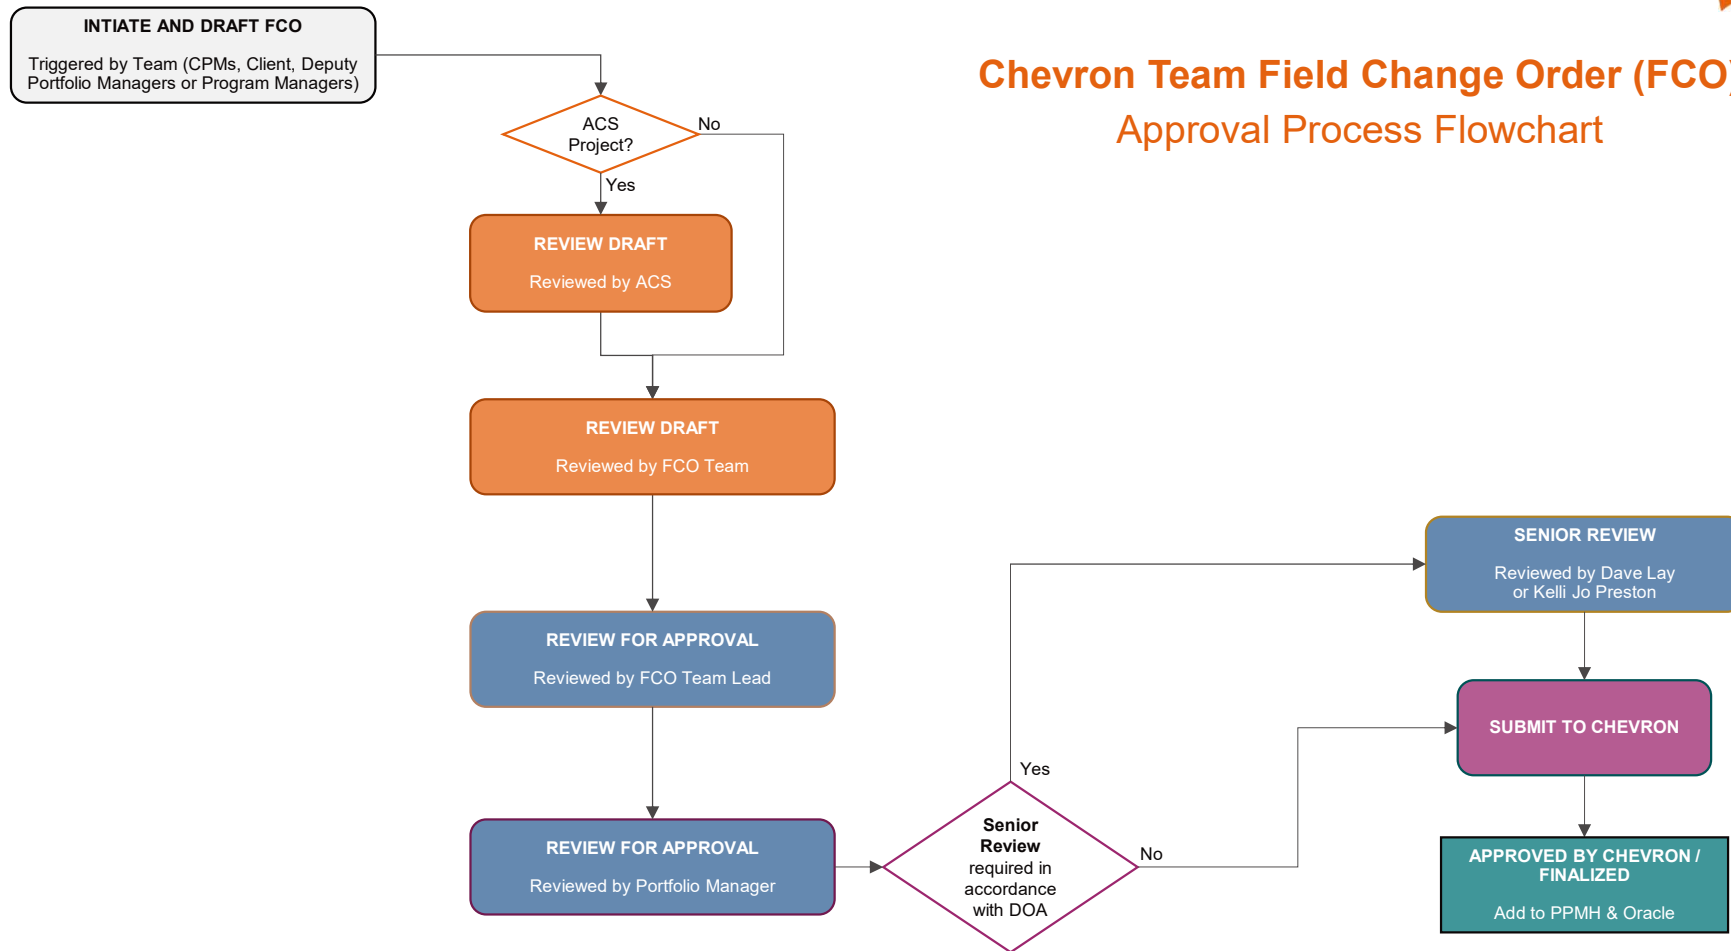 INTIATE AND DRAFT FCO
Triggered by Team (CPMs, Client, Deputy
Portfolio Managers or Program Managers)
Chevron Team Field Change Order (FCO)
Approval Process Flowchart
ACS
Project?
No
Yes
REVIEW DRAFT
Reviewed by ACS
REVIEW DRAFT
Reviewed by FCO Team
REVIEW FOR APPROVAL
Reviewed by FCO Team Lead
REVIEW FOR APPROVAL
Reviewed by Portfolio Manager
Senior
Review
required in
accordance
with DOA
Yes
No
SENIOR REVIEW
Reviewed by Dave Lay
or Kelli Jo Preston
SUBMIT TO CHEVRON
APPROVED BY CHEVRON /
FINALIZED
Add to PPMH & Oracle